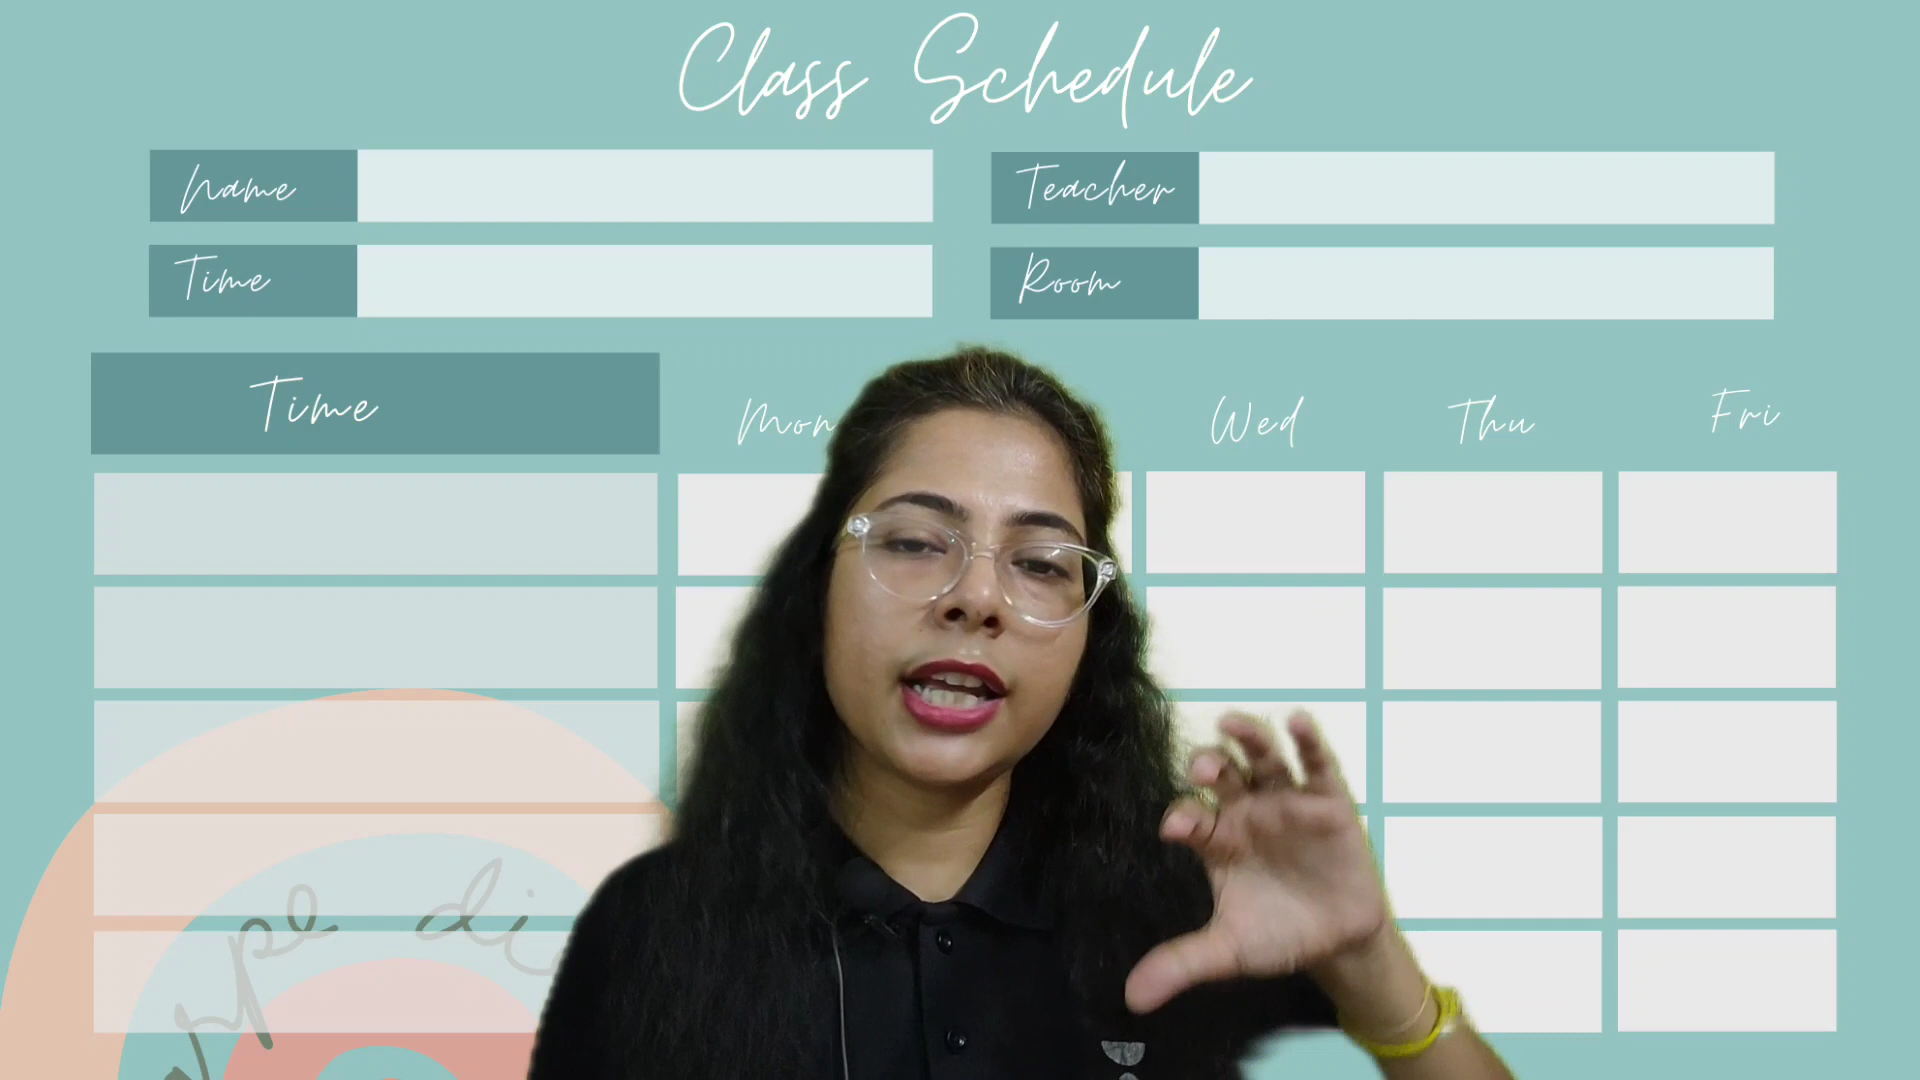 Class Schedule
Name
Teacher
Time
Room
Time
Mon
Wed
Thu
Fri